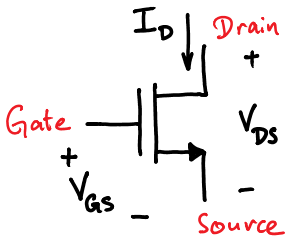 I_D
Drain
+
Gate
V_DS
+
V_GS
−
−
Source